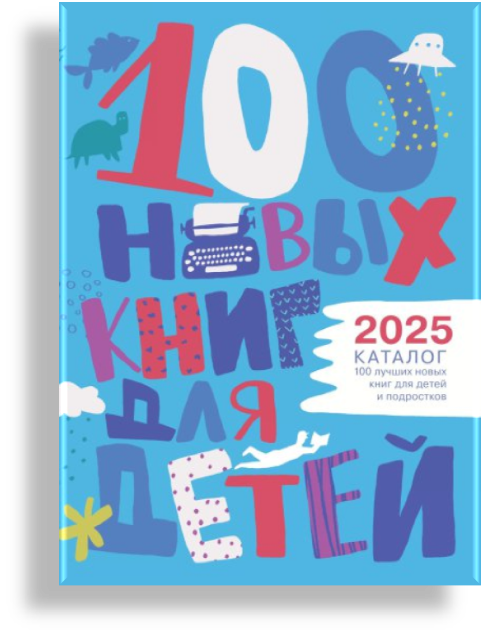 100
НОВЫХ
КНИГ
2025
КАТАЛОГ
100 лучших новых
книг для детей
и подростков
ДЛЯ
ДЕТЕЙ